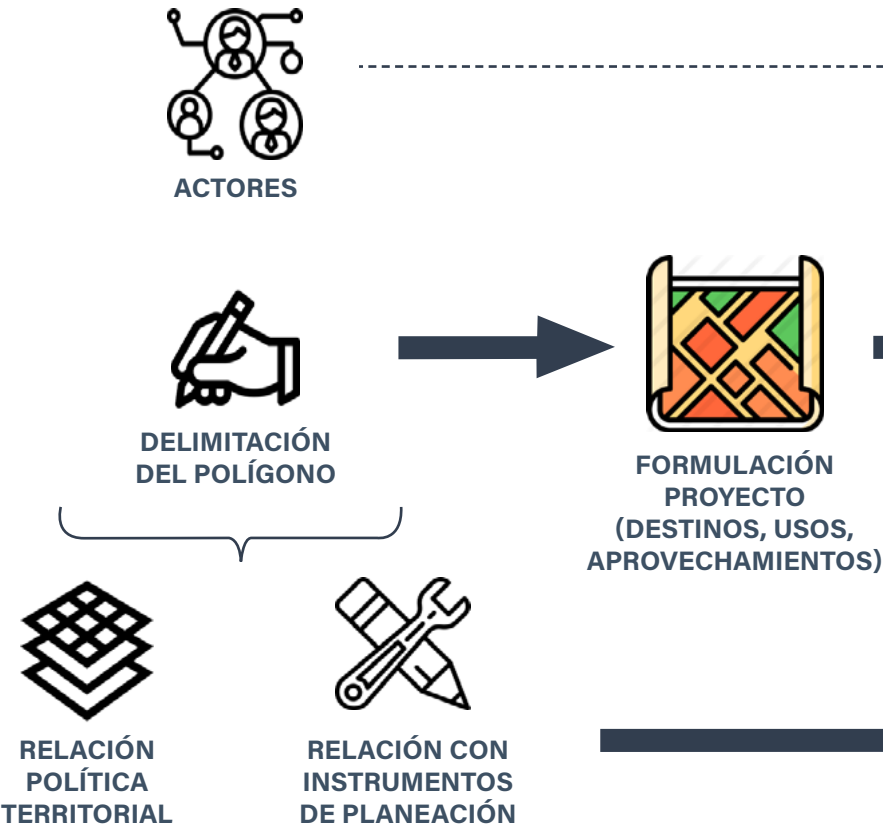 ACTORES
DELIMITACIÓN
DEL POLÍGONO
FORMULACIÓN
PROYECTO
(DESTINOS, USOS,
APROVECHAMIENTOS)
RELACIÓN
POLÍTICA
TERRITORIAL
RELACIÓN CON
INSTRUMENTOS
DE PLANEACIÓN